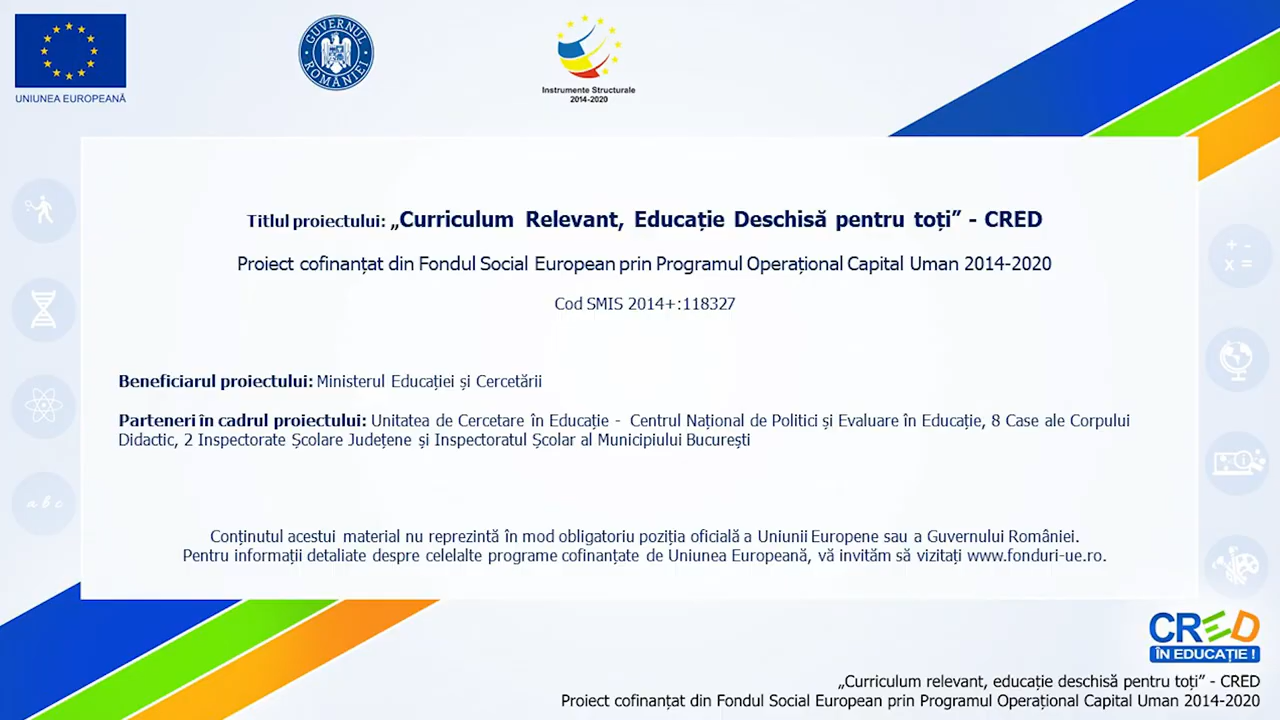 UNIUNEA EUROPEANĂ
GUVERNUL ROMÂNIEI
Instrumente Structurale
2014-2020
Titlul proiectului: „Curriculum Relevant, Educație Deschisă pentru toți” - CRED
Proiect cofinanțat din Fondul Social European prin Programul Operațional Capital Uman 2014-2020
Cod SMIS 2014+:118327
Beneficiarul proiectului: Ministerul Educației și Cercetării
Parteneri în cadrul proiectului: Unitatea de Cercetare în Educație - Centrul Național de Politici și Evaluare în Educație, 8 Case ale Corpului
Didactic, 2 Inspectorate Școlare Județene și Inspectoratul Școlar al Municipiului București
a b c
+ -
x =
Conținutul acestui material nu reprezintă în mod obligatoriu poziția oficială a Uniunii Europene sau a Guvernului României.
Pentru informații detaliate despre celelalte programe cofinanțate de Uniunea Europeană, vă invităm să vizitați www.fonduri-ue.ro.
CRED
ÎN EDUCAȚIE !
„Curriculum relevant, educație deschisă pentru toți” - CRED
Proiect cofinanțat din Fondul Social European prin Programul Operațional Capital Uman 2014-2020